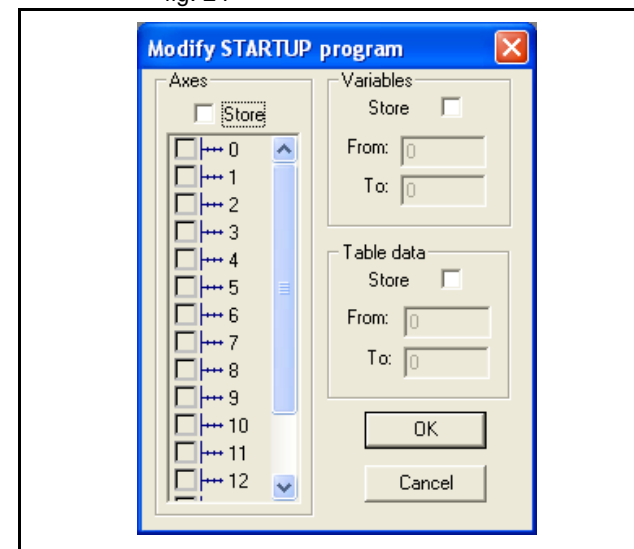 Modify STARTUP program
Axes
Store
0
1
2
3
4
5
6
7
8
9
10
11
12
Variables
Store
From: 0
To: 0
Table data
Store
From: 0
To: 0
OK
Cancel